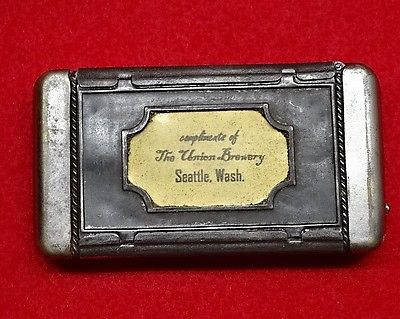 compliments of
The Union Brewery
Seattle, Wash.